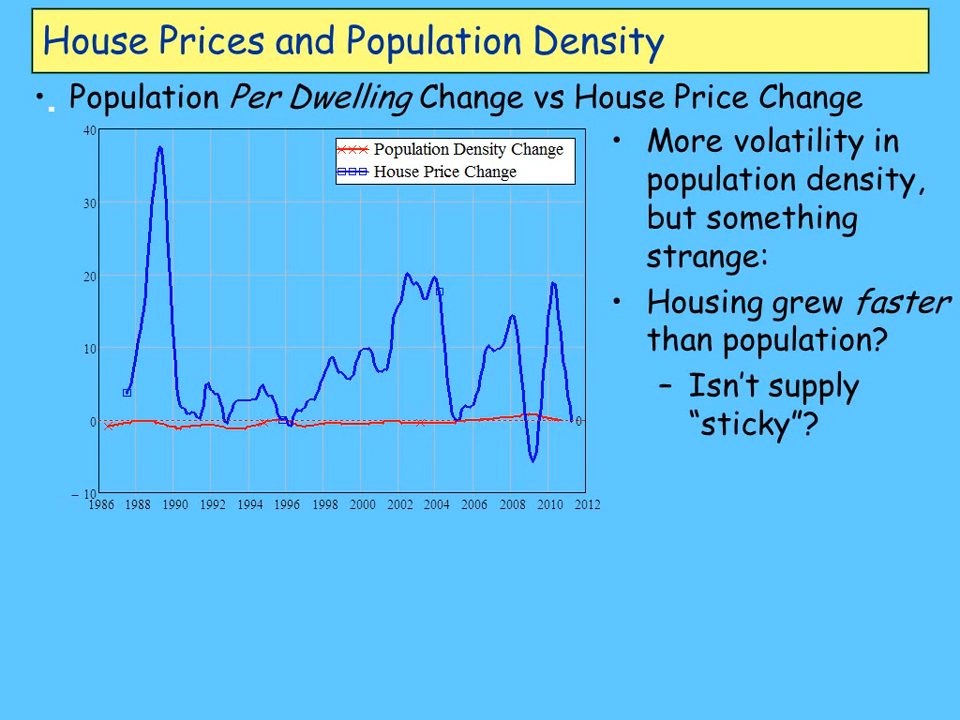 House Prices and Population Density
• Population Per Dwelling Change vs House Price Change
40
30
20
10
0
– 10
1986 1988 1990 1992 1994 1996 1998 2000 2002 2004 2006 2008 2010 2012
Population Density Change
House Price Change
0
• More volatility in
population density,
but something
strange:
• Housing grew faster
than population?
– Isn’t supply
“sticky”?